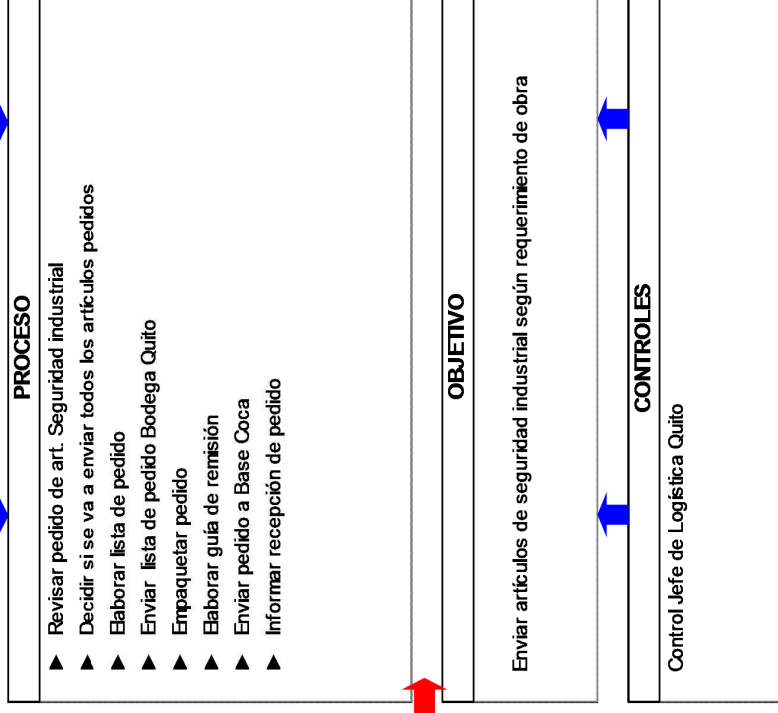 PROCESO
Revisar pedido de art. Seguridad industrial
Decidir si se va a enviar todos los artículos pedidos
Elaborar lista de pedido
Enviar lista de pedido Bodega Quito
Empaquetar pedido
Elaborar guía de remisión
Enviar pedido a Base Coca
Informar recepción de pedido
OBJETIVO
Enviar artículos de seguridad industrial según requerimiento de obra
CONTROLES
Control Jefe de Logística Quito